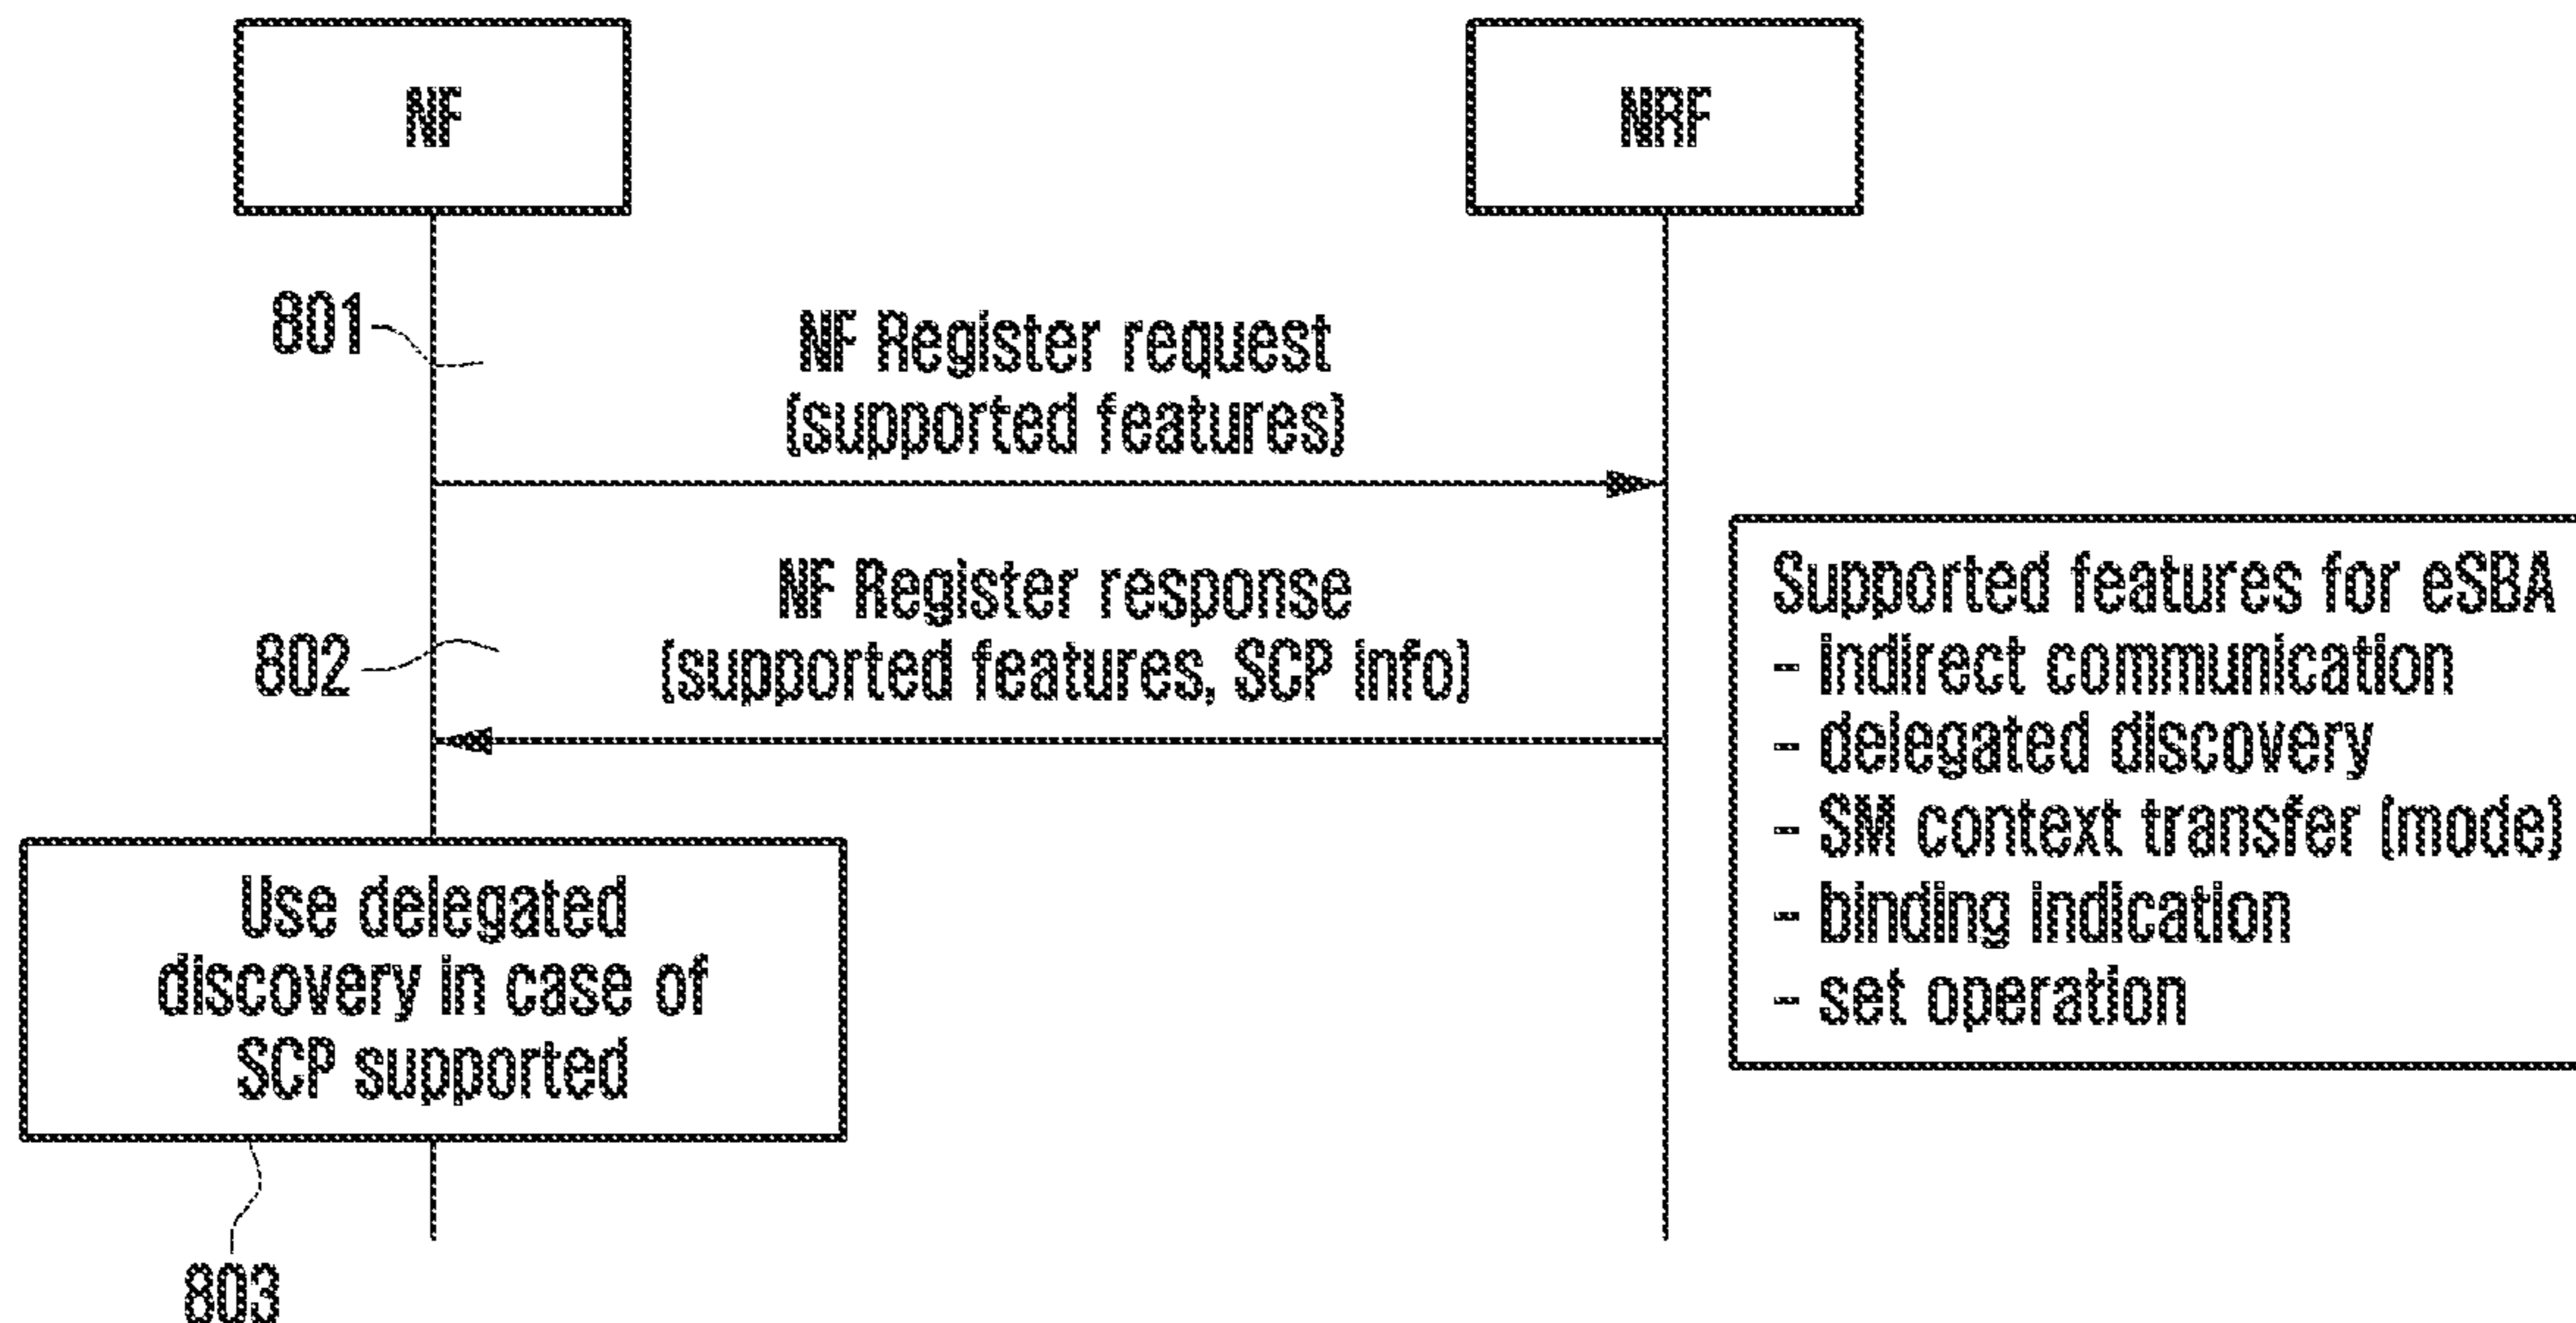 NF
NRF
801
NF Register request
(supported features)
802
NF Register response
(supported features, SCP info)
Supported features for eSBA
- indirect communication
- delegated discovery
- SM context transfer (mode)
- binding indication
- set operation
Use delegated
discovery in case of
SCP supported
803